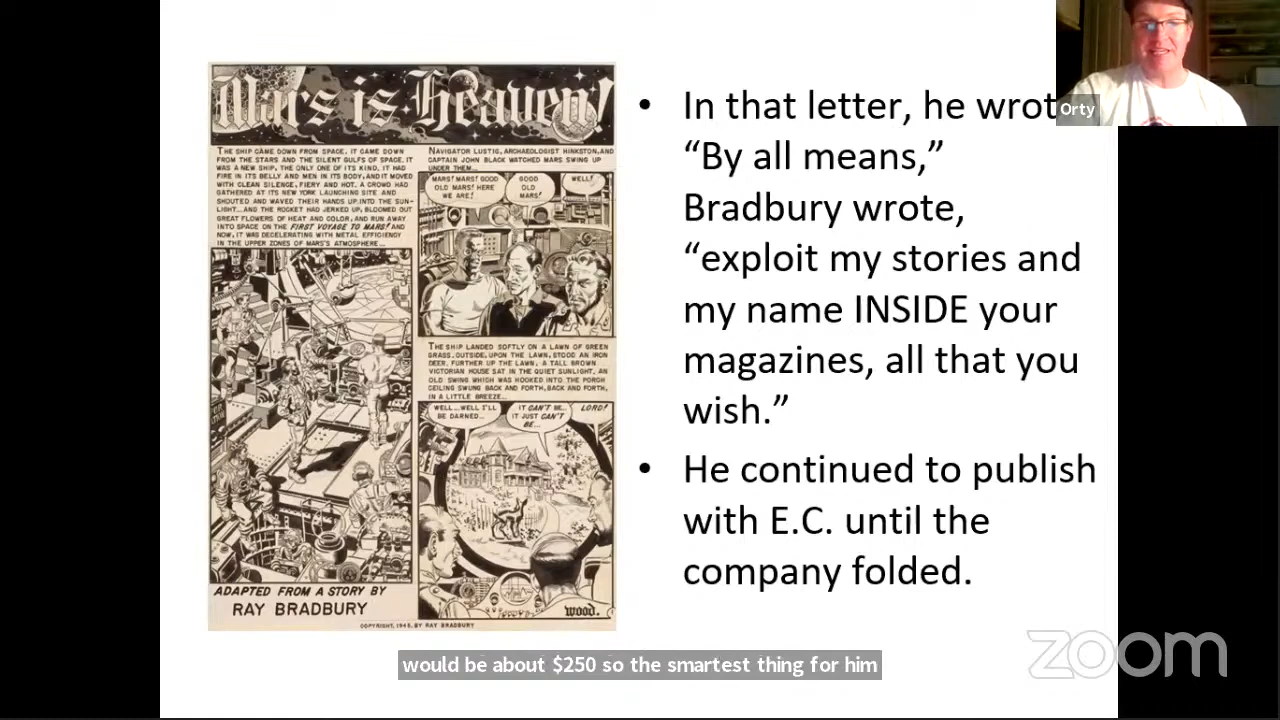 Mars is Heaven!
THE SHIP CAME DOWN FROM SPACE. IT CAME DOWN
FROM THE STARS AND THE SILENT GULFS OF SPACE. IT
WAS A NEW SHIP, THE ONLY ONE OF ITS KIND. IT HAD
FIRE IN ITS BELLY AND MEN IN ITS BODY, AND IT MOVED
WITH CLEAN SILENCE, FIERY AND HOT. A CROWD HAD
GATHERED AT ITS NEW YORK LAUNCHING SITE AND
SHOUTED AND WAVED THEIR HANDS UP INTO THE SUN-
LIGHT...AND THE ROCKET HAD JERKED UP, BLOOMED OUT
GREAT FLOWERS OF HEAT AND COLOR, AND RUN AWAY
INTO SPACE ON THE FIRST VOYAGE TO MARS! AND
NOW, IT WAS DECELERATING WITH METAL EFFICIENCY
IN THE UPPER ZONES OF MARS'S ATMOSPHERE...
NAVIGATOR LUSTIG, ARCHAEOLOGIST HINKSTON, AND
CAPTAIN JOHN BLACK WATCHED MARS SWING UP
UNDER THEM...
MARS! MARS! GOOD
OLD MARS! HERE
WE ARE!
GOOD
OLD
MARS!
WELL!
THE SHIP LANDED SOFTLY ON A LAWN OF GREEN
GRASS. OUTSIDE, UPON THE LAWN, STOOD AN IRON
DEER. FURTHER UP THE LAWN, A TALL BROWN
VICTORIAN HOUSE SAT IN THE QUIET SUNLIGHT. AN
OLD SWING WHICH WAS HOOKED INTO THE PORCH
CEILING SWUNG BACK AND FORTH, BACK AND FORTH,
IN A LITTLE BREEZE...
WELL...WELL I'LL
BE DARNED...
IT CAN'T BE...
IT JUST CAN'T
BE...
LORD!
wood.
ADAPTED FROM A STORY BY
RAY BRADBURY
COPYRIGHT, 1948, BY RAY BRADBURY
• In that letter, he wrot
“By all means,”
Bradbury wrote,
“exploit my stories and
my name INSIDE your
magazines, all that you
wish.”
• He continued to publish
with E.C. until the
company folded.
Orty
would be about $250 so the smartest thing for him
zoom